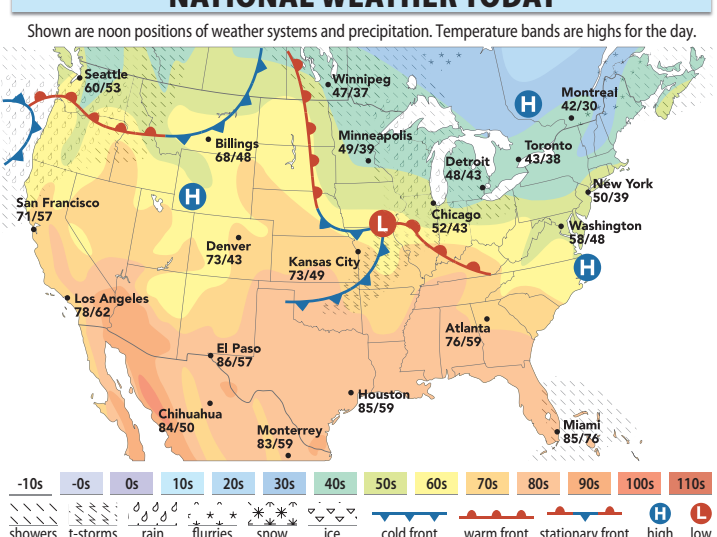 NATIONAL WEATHER TODAY
Shown are noon positions of weather systems and precipitation. Temperature bands are highs for the day.
Seattle
60/53
Winnipeg
47/37
Montreal
42/30
H
Billings
68/48
Minneapolis
49/39
Detroit
48/43
Toronto
43/38
H
New York
50/39
San Francisco
71/57
Chicago
52/43
L
Washington
58/48
Denver
73/43
Kansas City
73/49
H
Los Angeles
78/62
Atlanta
76/59
El Paso
86/57
Houston
85/59
Chihuahua
84/50
Monterrey
83/59
Miami
85/76
-10s -0s 0s 10s 20s 30s 40s 50s 60s 70s 80s 90s 100s 110s
H L
showers t-storms rain flurries snow ice cold front warm front stationary front high low